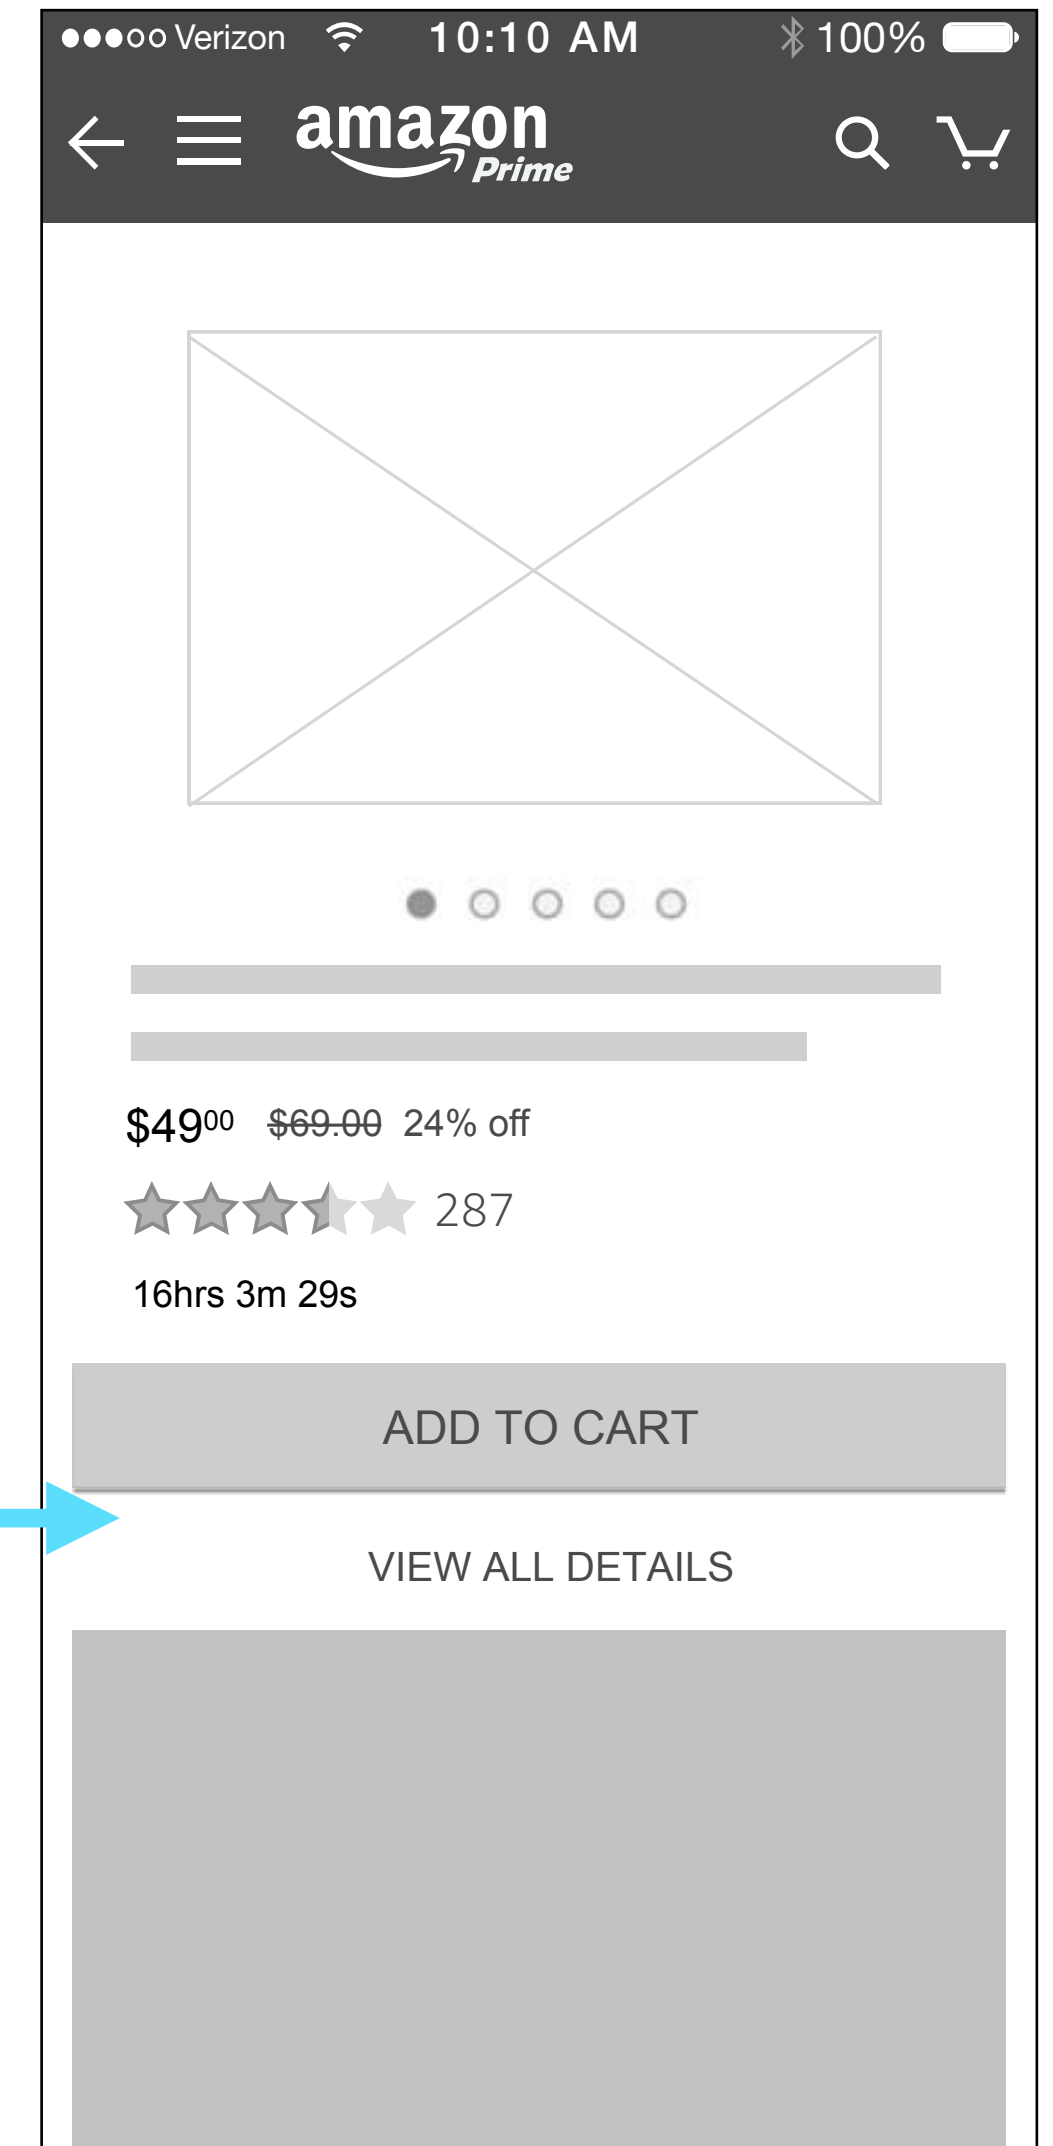 Verizon 10:10 AM 100%
amazon
Prime
$49⁰⁰ $69.00 24% off
287
16hrs 3m 29s
ADD TO CART
VIEW ALL DETAILS